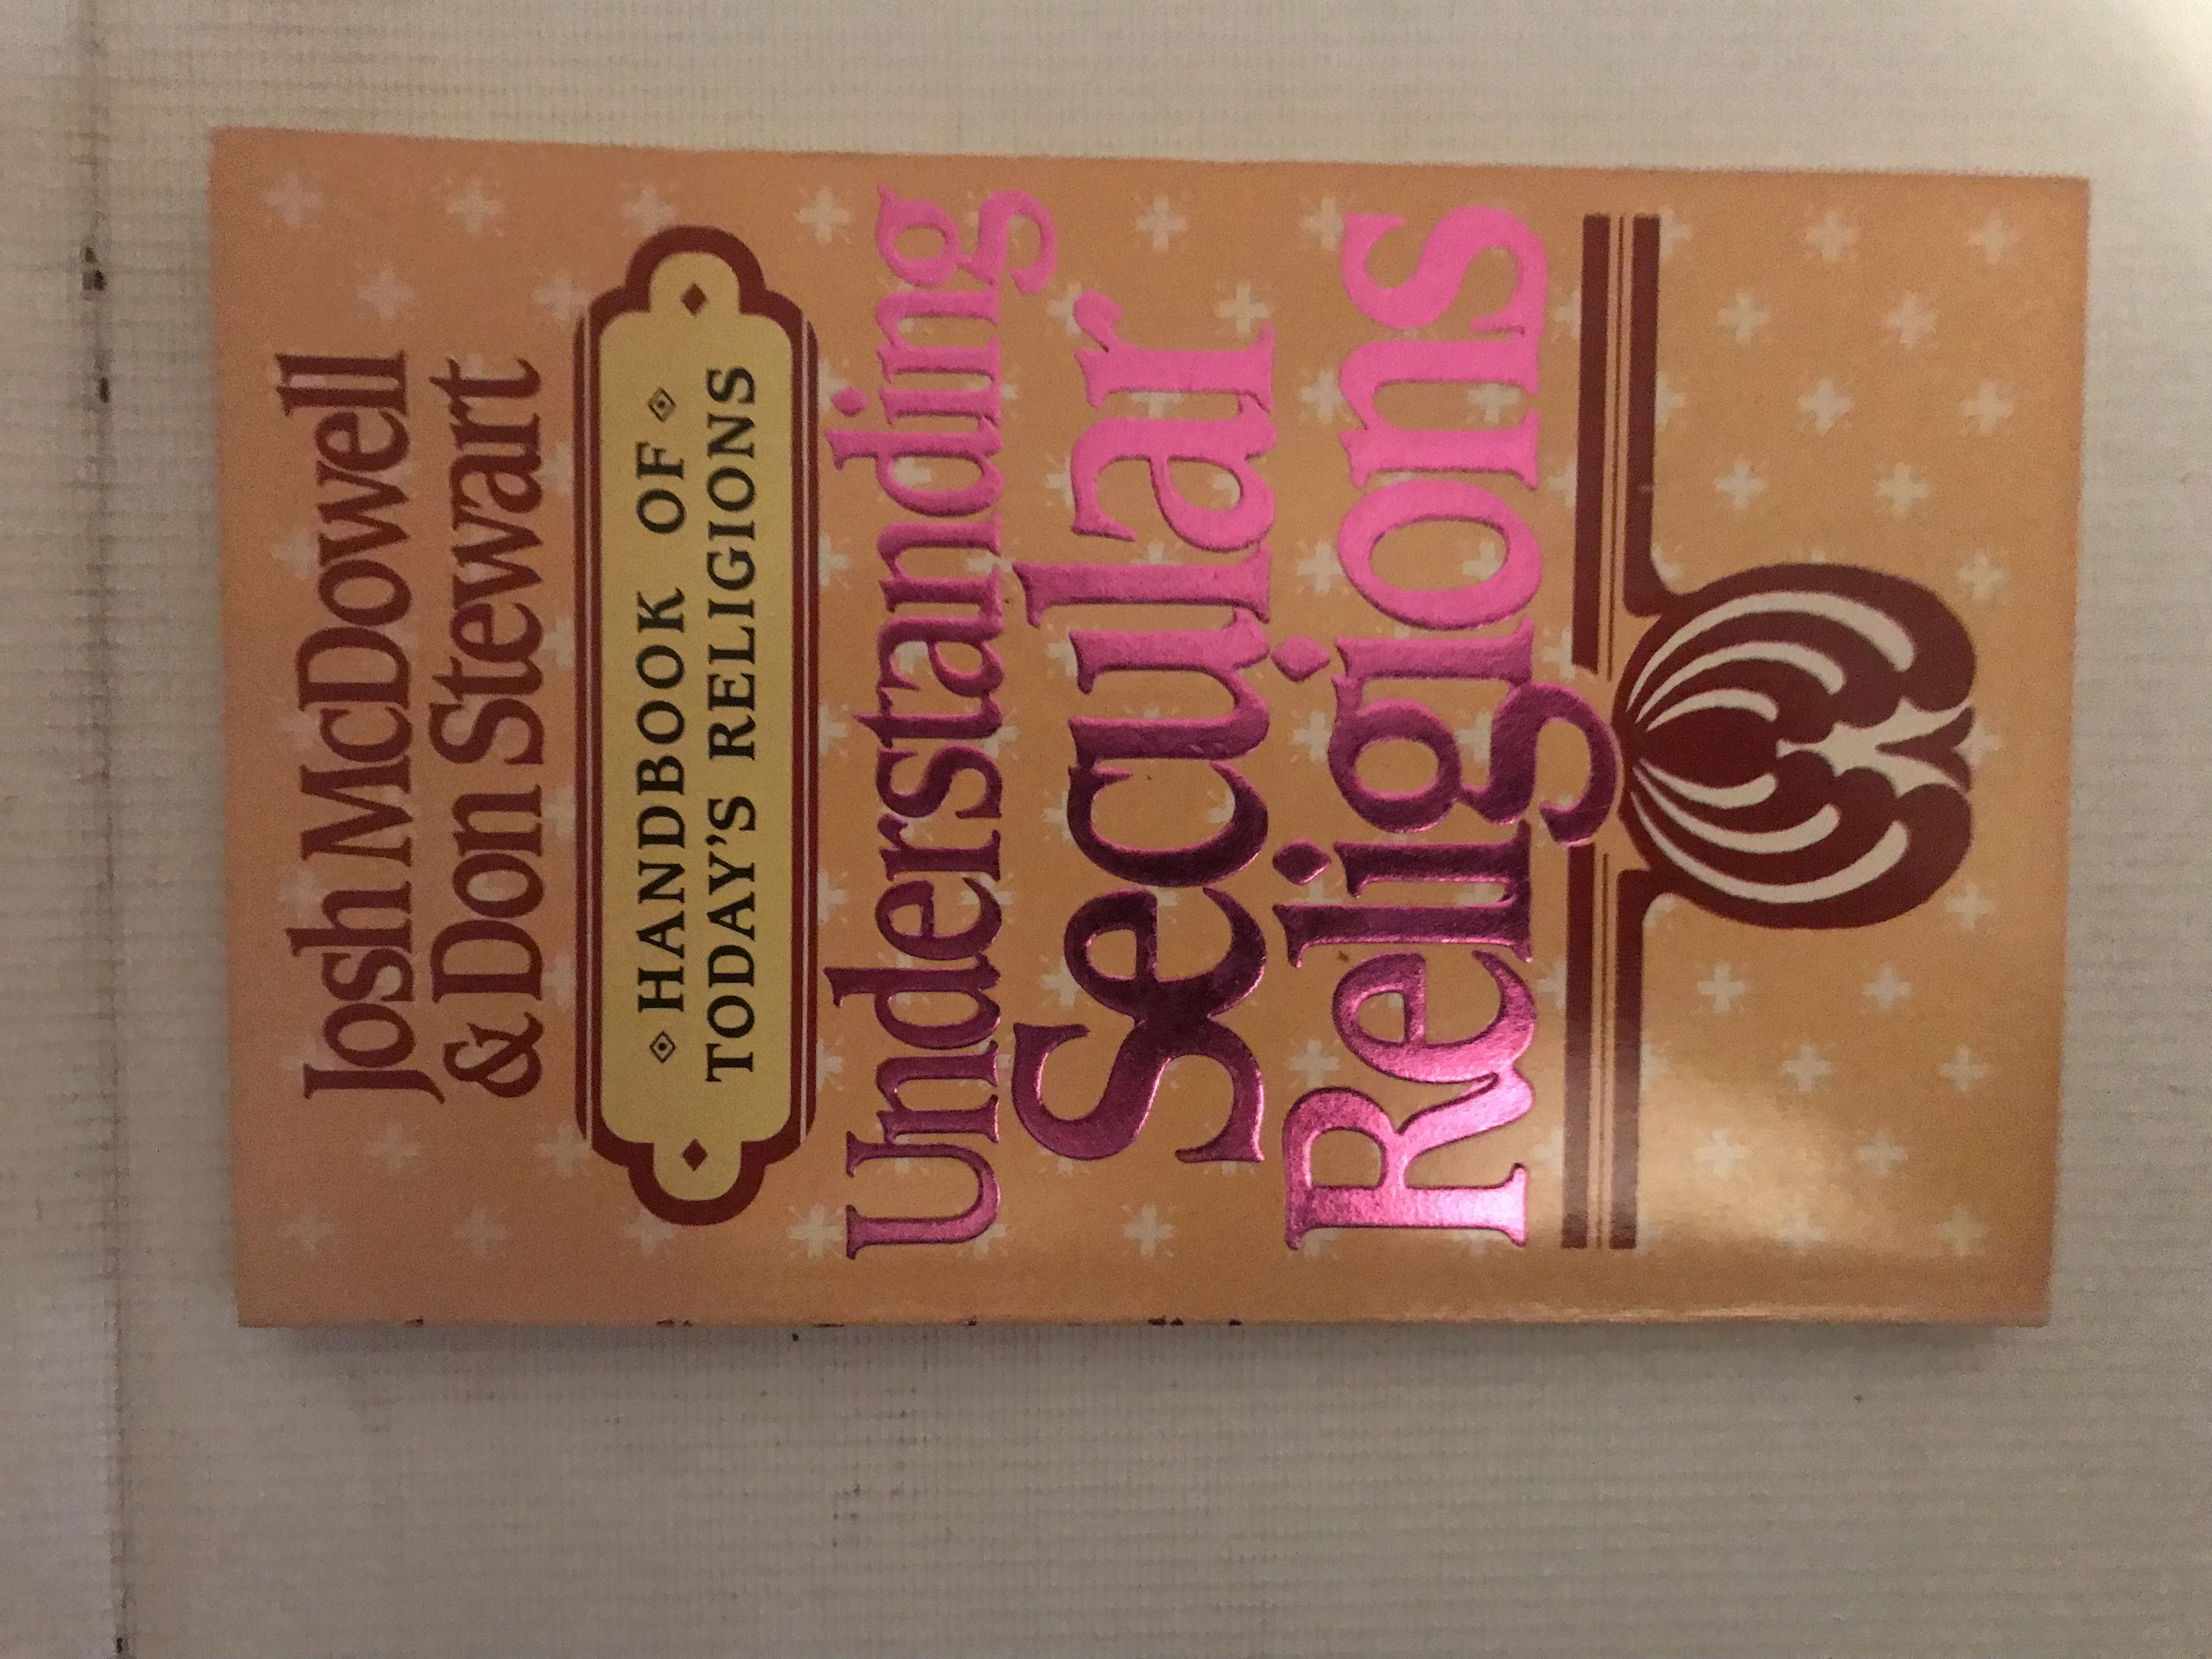 Josh McDowell
& Don Stewart
HANDBOOK OF
TODAY'S RELIGIONS
Understanding
Secular
Religions